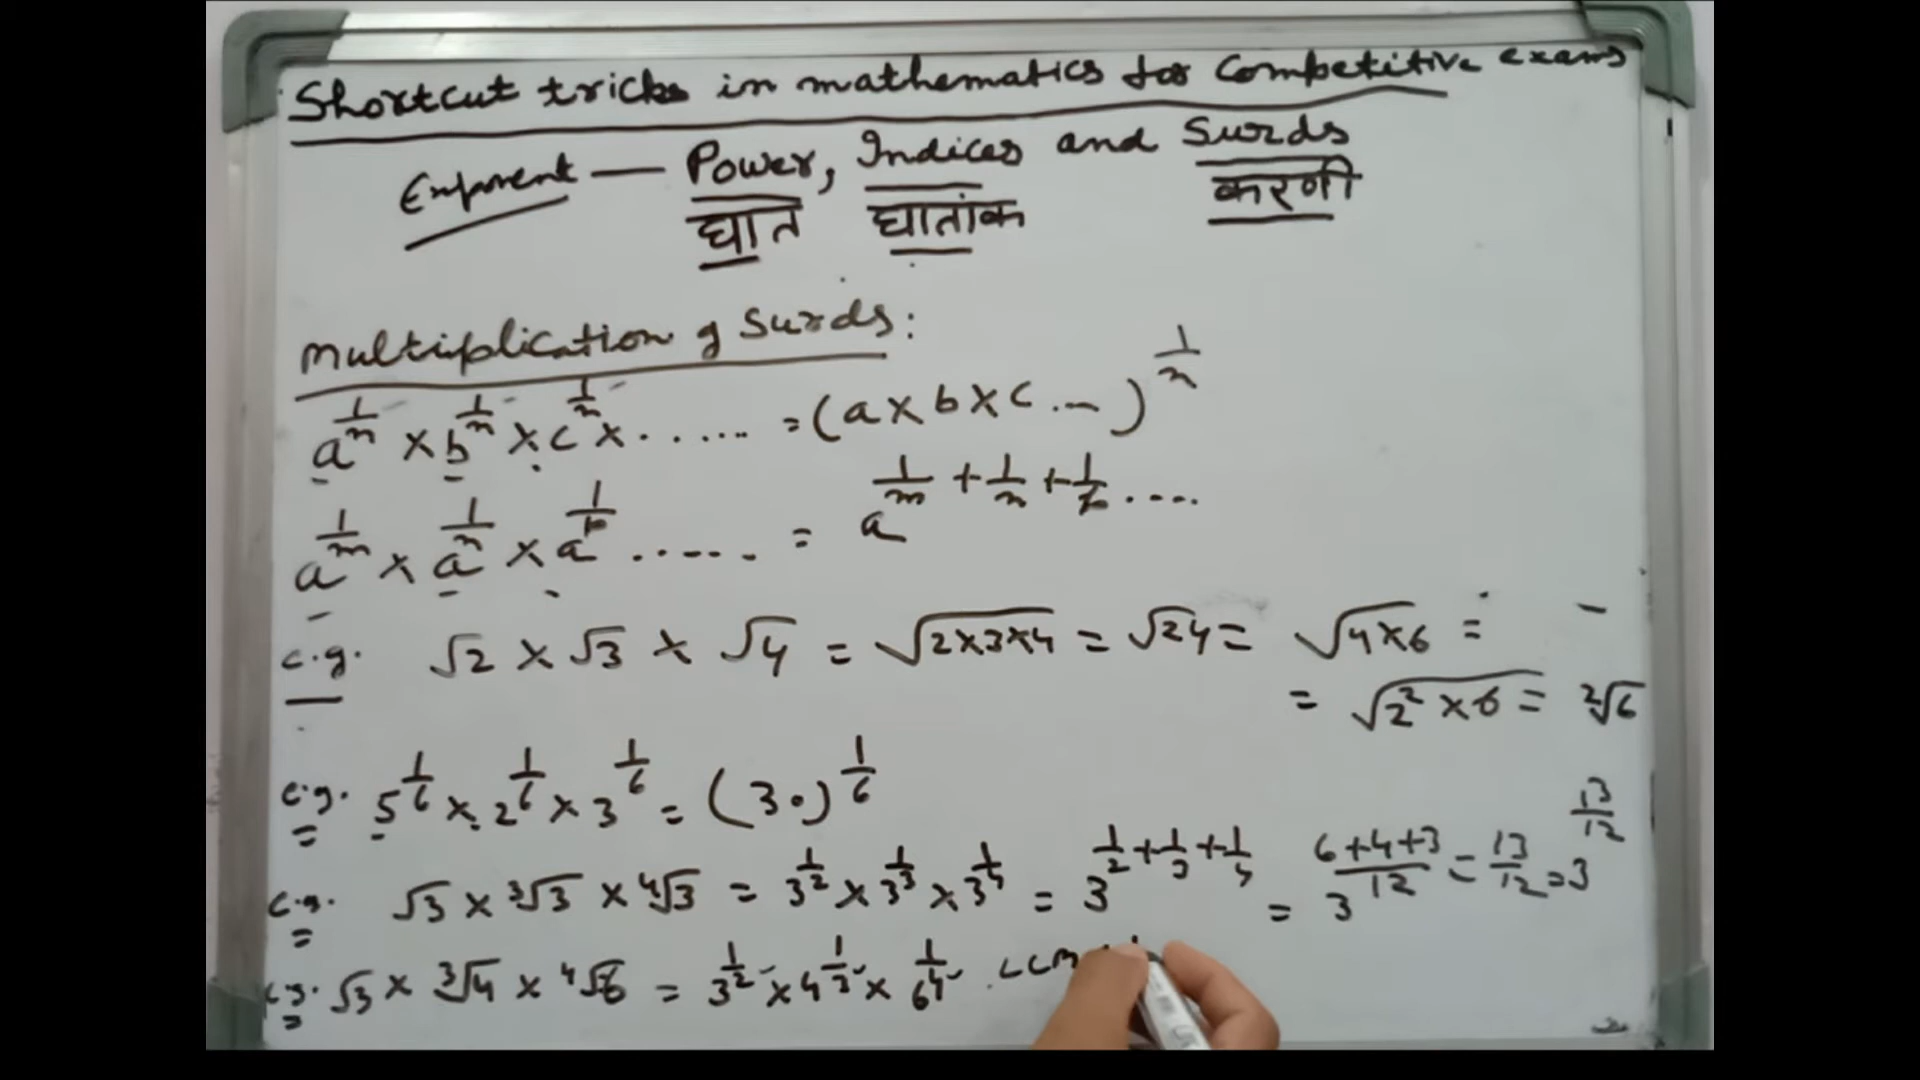 Shortcut tricks in mathematics for Competitive exams
Exponent — Power, Indices and Surds
घात घातांक करणी
Multiplication of Surds:
a^(1/n) × b^(1/n) × c^(1/n) × ...... = (a×b×c...)^(1/n)
a^(1/m) × a^(1/n) × a^(1/p) ...... = a^(1/m + 1/n + 1/p ....)
e.g. √2 × √3 × √4 = √(2×3×4) = √24 = √(4×6) =
= √(2²×6) = 2√6
e.g. 5^(1/6) × 2^(1/6) × 3^(1/6) = (30)^(1/6)
e.g. √3 × ³√3 × ⁴√3 = 3^(1/2) × 3^(1/3) × 3^(1/4) = 3^(1/2 + 1/3 + 1/4) = 3^((6+4+3)/12) = 13/12 = 3^(13/12)
e.g. √3 × ³√4 × ⁴√6 = 3^(1/2) × 4^(1/3) × 6^(1/4) . LCM